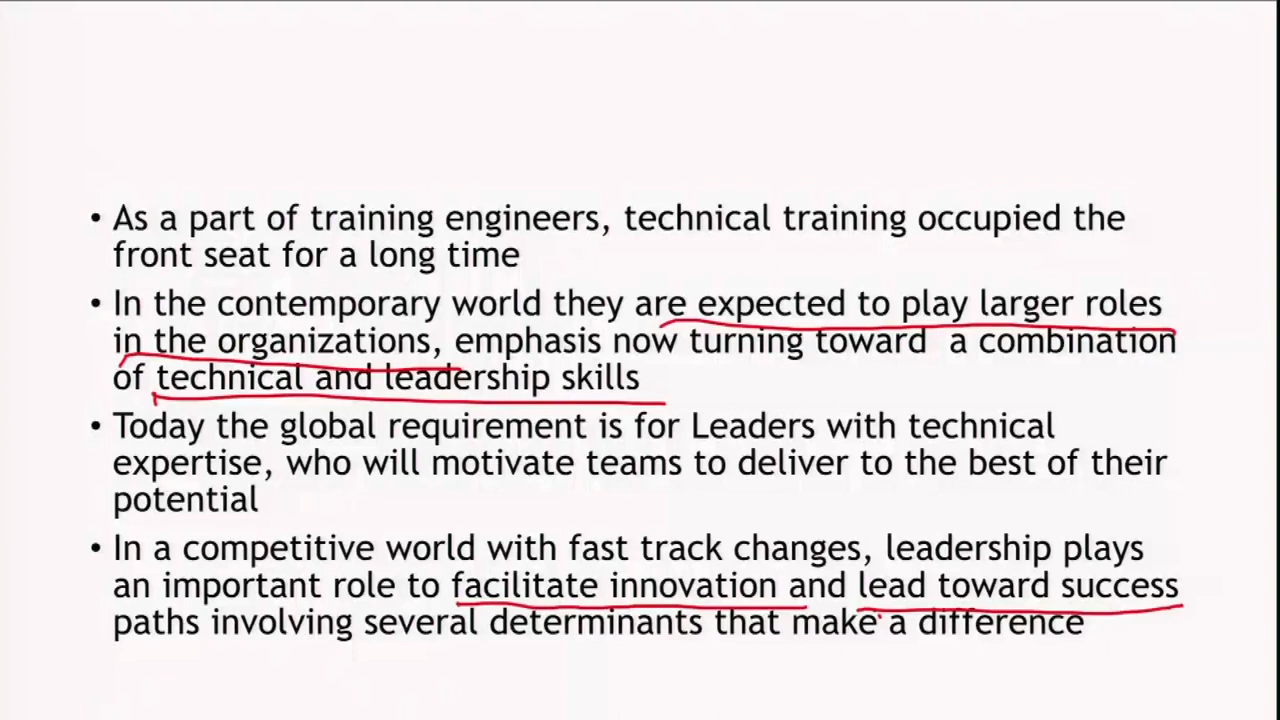 • As a part of training engineers, technical training occupied the
front seat for a long time
• In the contemporary world they are expected to play larger roles
in the organizations, emphasis now turning toward a combination
of technical and leadership skills
• Today the global requirement is for Leaders with technical
expertise, who will motivate teams to deliver to the best of their
potential
• In a competitive world with fast track changes, leadership plays
an important role to facilitate innovation and lead toward success
paths involving several determinants that make a difference